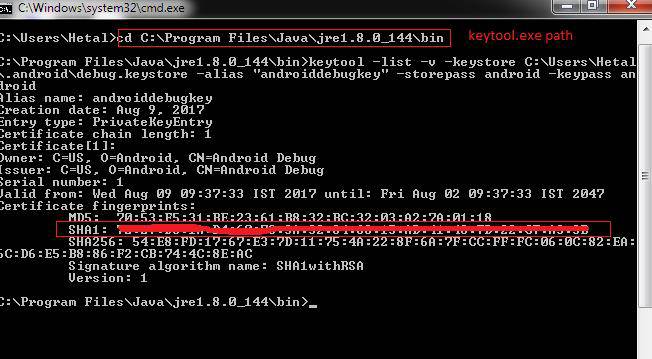 C:\Windows\system32\cmd.exe
C:\Users\Hetal>cd C:\Program Files\Java\jre1.8.0_144\bin keytool.exe path
C:\Program Files\Java\jre1.8.0_144\bin>keytool -list -v -keystore C:\Users\Hetal
\.android\debug.keystore -alias "androiddebugkey" -storepass android -keypass an
droid
Alias name: androiddebugkey
Creation date: Aug 9, 2017
Entry type: PrivateKeyEntry
Certificate chain length: 1
Certificate[1]:
Owner: C=US, O=Android, CN=Android Debug
Issuer: C=US, O=Android, CN=Android Debug
Serial number: 1
Valid from: Wed Aug 09 09:37:33 IST 2017 until: Fri Aug 02 09:37:33 IST 2047
Certificate fingerprints:
MD5: 70:53:F5:31:BE:23:61:B8:32:BC:32:03:A2:7A:01:18
SHA1:
SHA256: 54:E8:FD:17:67:E3:7D:11:75:4A:22:8F:6A:7F:CC:FF:FC:06:0C:82:EA:
6C:D6:E5:B8:86:F2:CB:74:4C:8E:AC
Signature algorithm name: SHA1withRSA
Version: 1
C:\Program Files\Java\jre1.8.0_144\bin>_